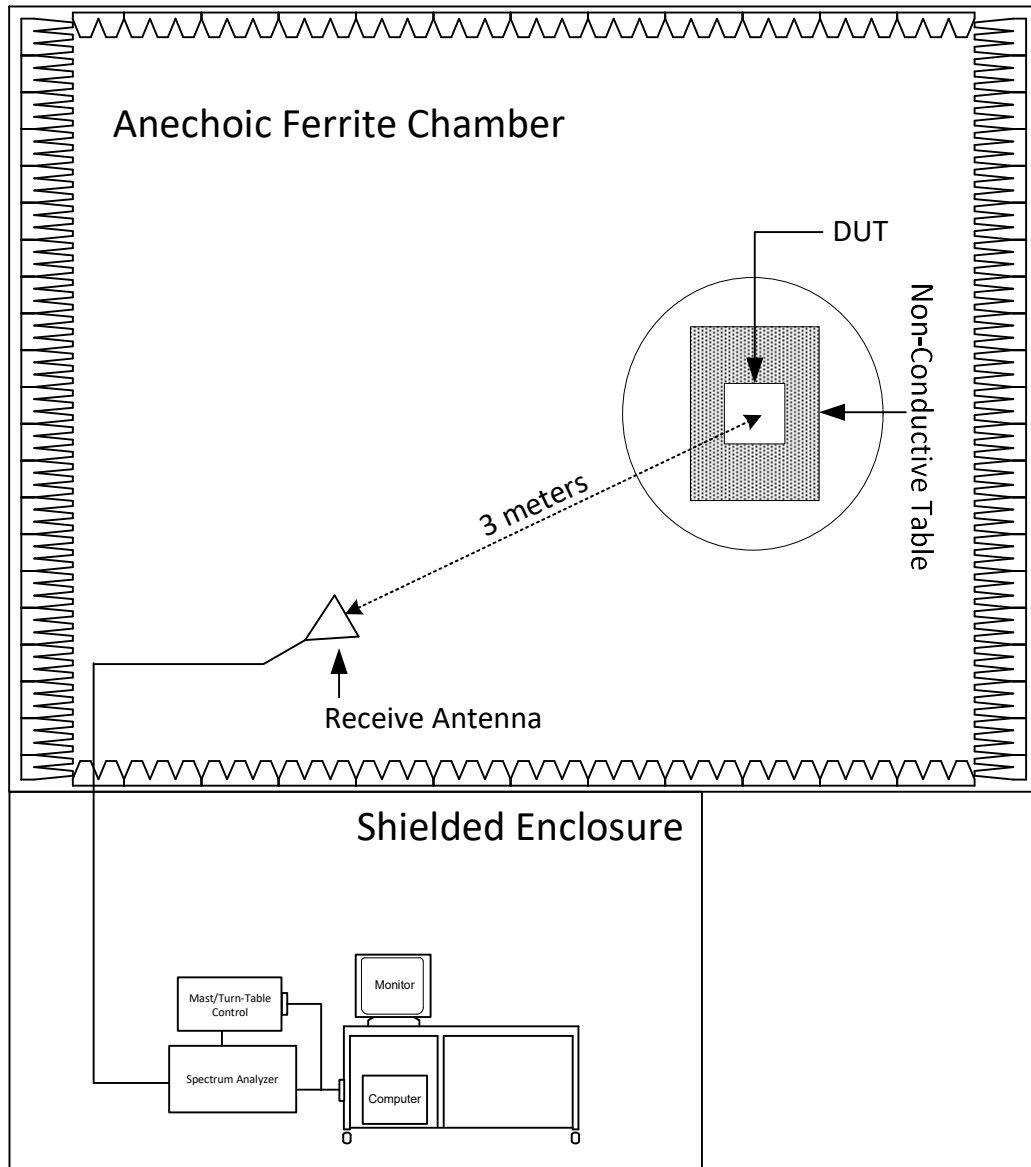 Anechoic Ferrite Chamber
DUT
Non-Conductive Table
3 meters
Receive Antenna
Shielded Enclosure
Monitor
Mast/Turn-Table
Control
Spectrum Analyzer
Computer